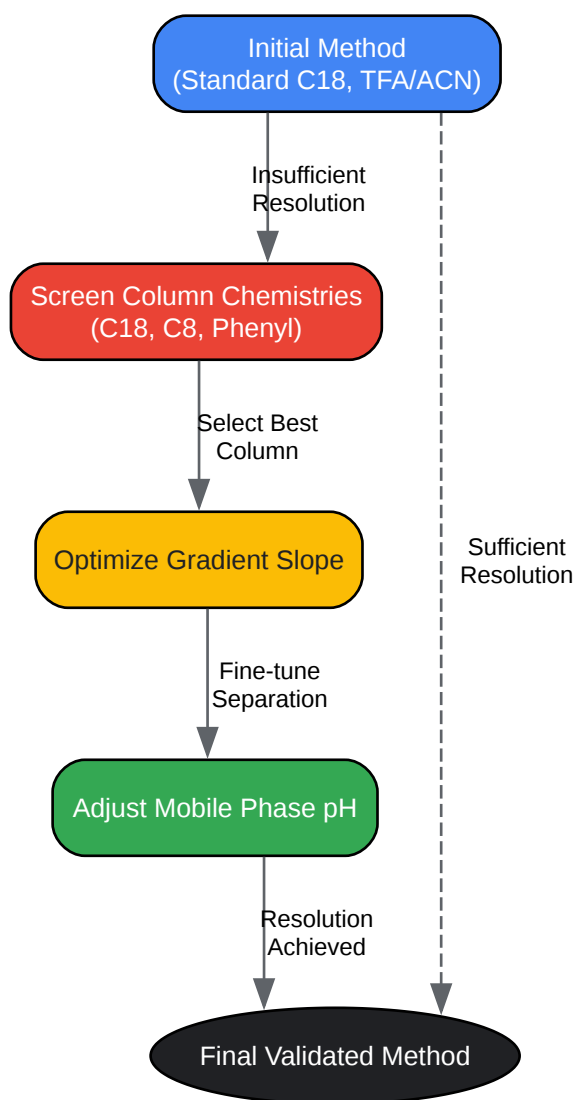 Initial Method
(Standard C18, TFA/ACN)
Insufficient
Resolution
Screen Column Chemistries
(C18, C8, Phenyl)
Select Best
Column
Optimize Gradient Slope
Sufficient
Resolution
Fine-tune
Separation
Adjust Mobile Phase pH
Resolution
Achieved
Final Validated Method